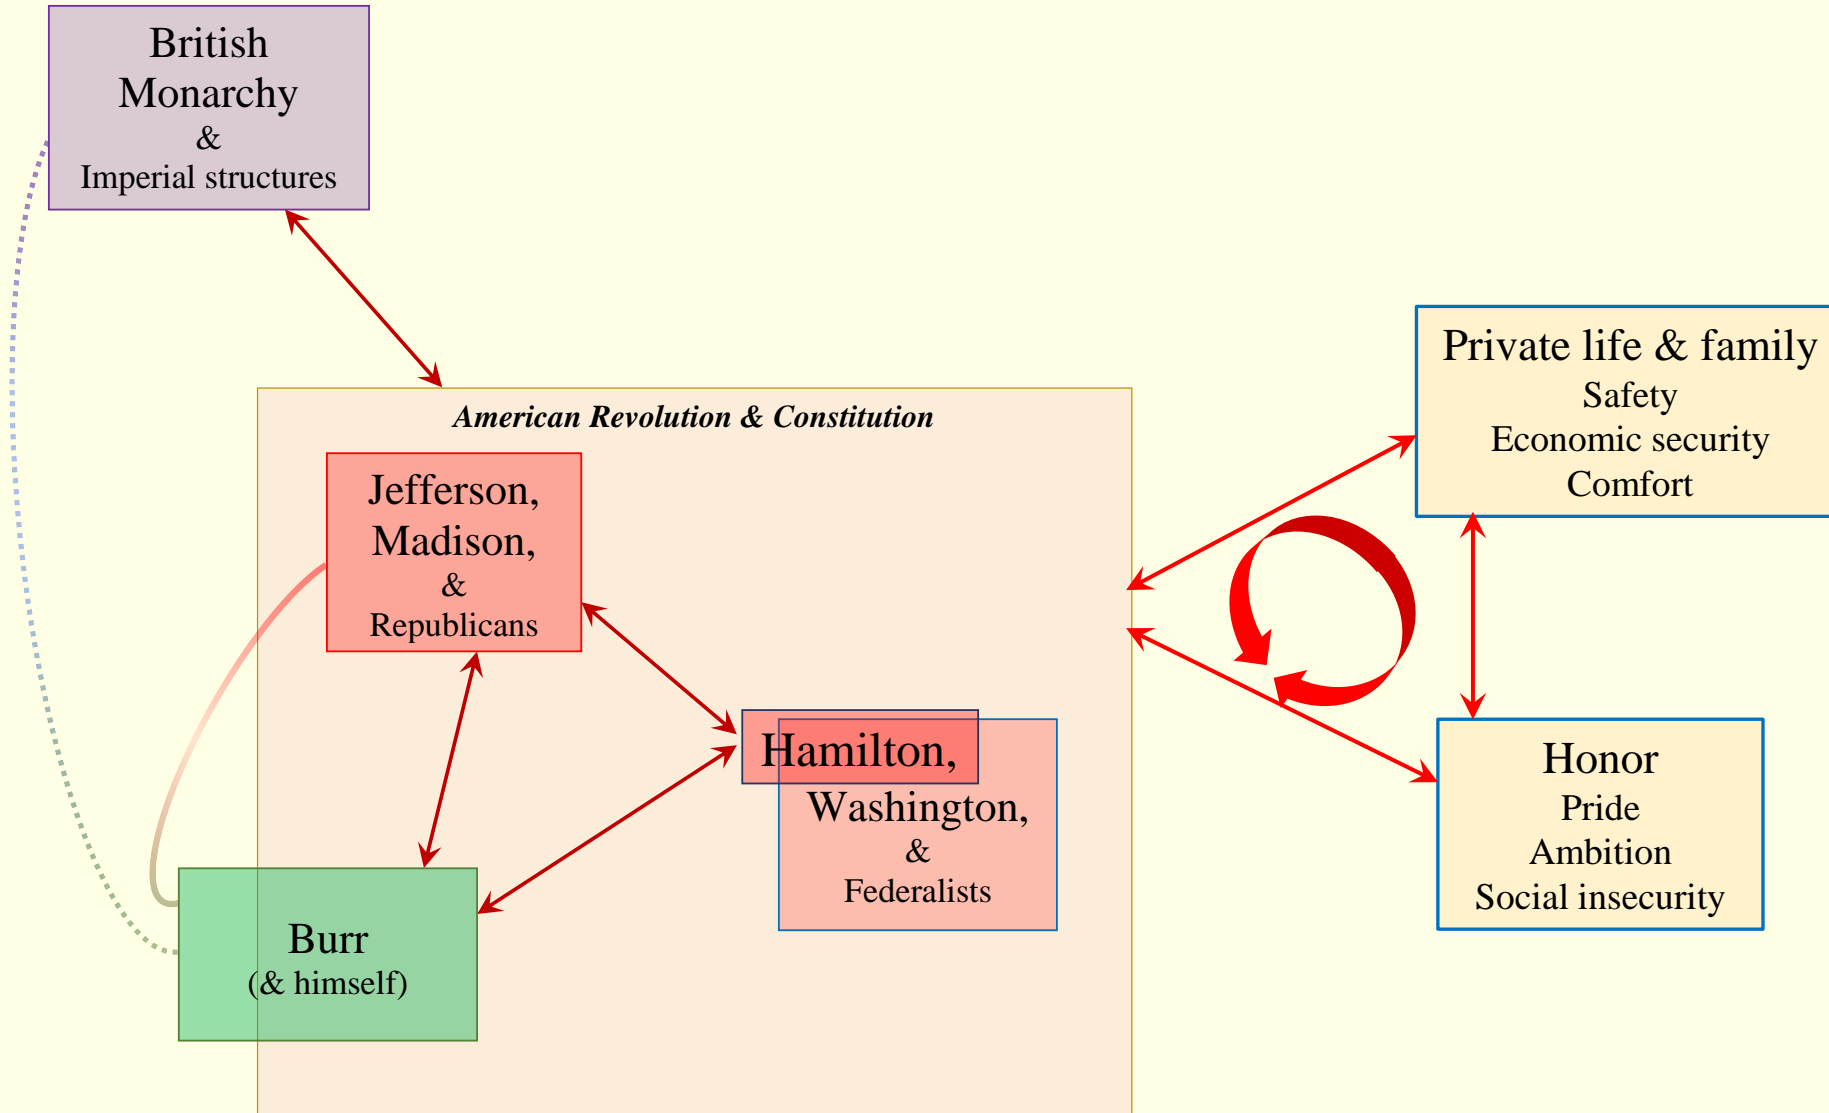 British
Monarchy
&
Imperial structures
American Revolution & Constitution
Jefferson,
Madison,
&
Republicans
Hamilton,
Washington,
&
Federalists
Burr
(& himself)
Private life & family
Safety
Economic security
Comfort
Honor
Pride
Ambition
Social insecurity